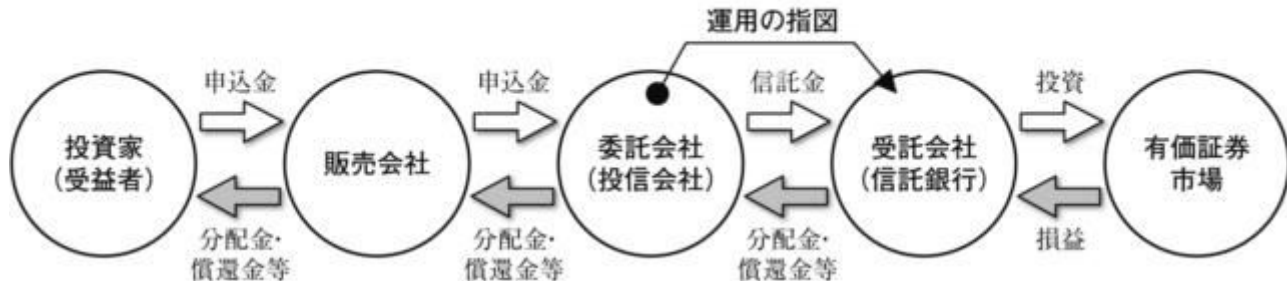 運用の指図
申込金
申込金
信託金
投資
投資家
（受益者）
販売会社
委託会社
（投信会社）
受託会社
（信託銀行）
有価証券
市場
分配金・
償還金等
分配金・
償還金等
分配金・
償還金等
損益